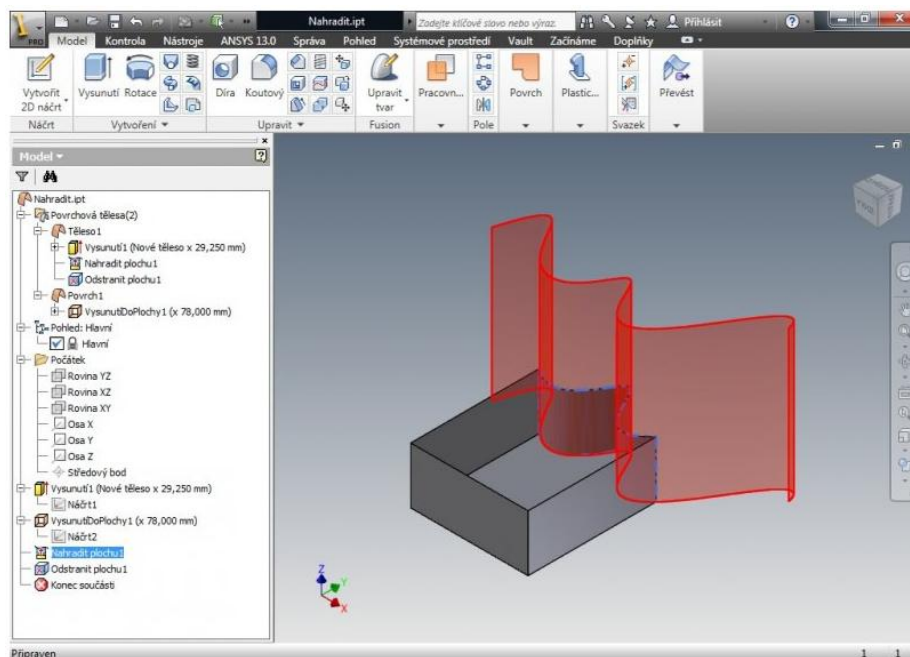 Nahradit.ipt
Zadejte klíčové slovo nebo výraz.
Přihlásit
PRO
Model Kontrola Nástroje ANSYS 13.0 Správa Pohled Systémové prostředí Vault Začínáme Doplňky
Vytvořit 2D náčrt
Vysunutí Rotace
Díra Koutový
Upravit tvar
Pracovn...
Povrch
Plastic...
Převést
Náčrt Vytvoření Upravit Fusion Pole Svazek
Model
Nahradit.ipt
Povrchová tělesa(2)
Těleso1
Vysunutí1 (Nové těleso x 29,250 mm)
Nahradit plochu1
Odstranit plochu1
Povrch1
VysunutíDoPlochy1 (x 78,000 mm)
Pohled: Hlavní
Hlavní
Počátek
Rovina YZ
Rovina XZ
Rovina XY
Osa X
Osa Y
Osa Z
Středový bod
Vysunutí1 (Nové těleso x 29,250 mm)
Náčrt1
VysunutíDoPlochy1 (x 78,000 mm)
Náčrt2
Nahradit plochu1
Odstranit plochu1
Konec součásti
Z
Y
X
Připraven
1 1